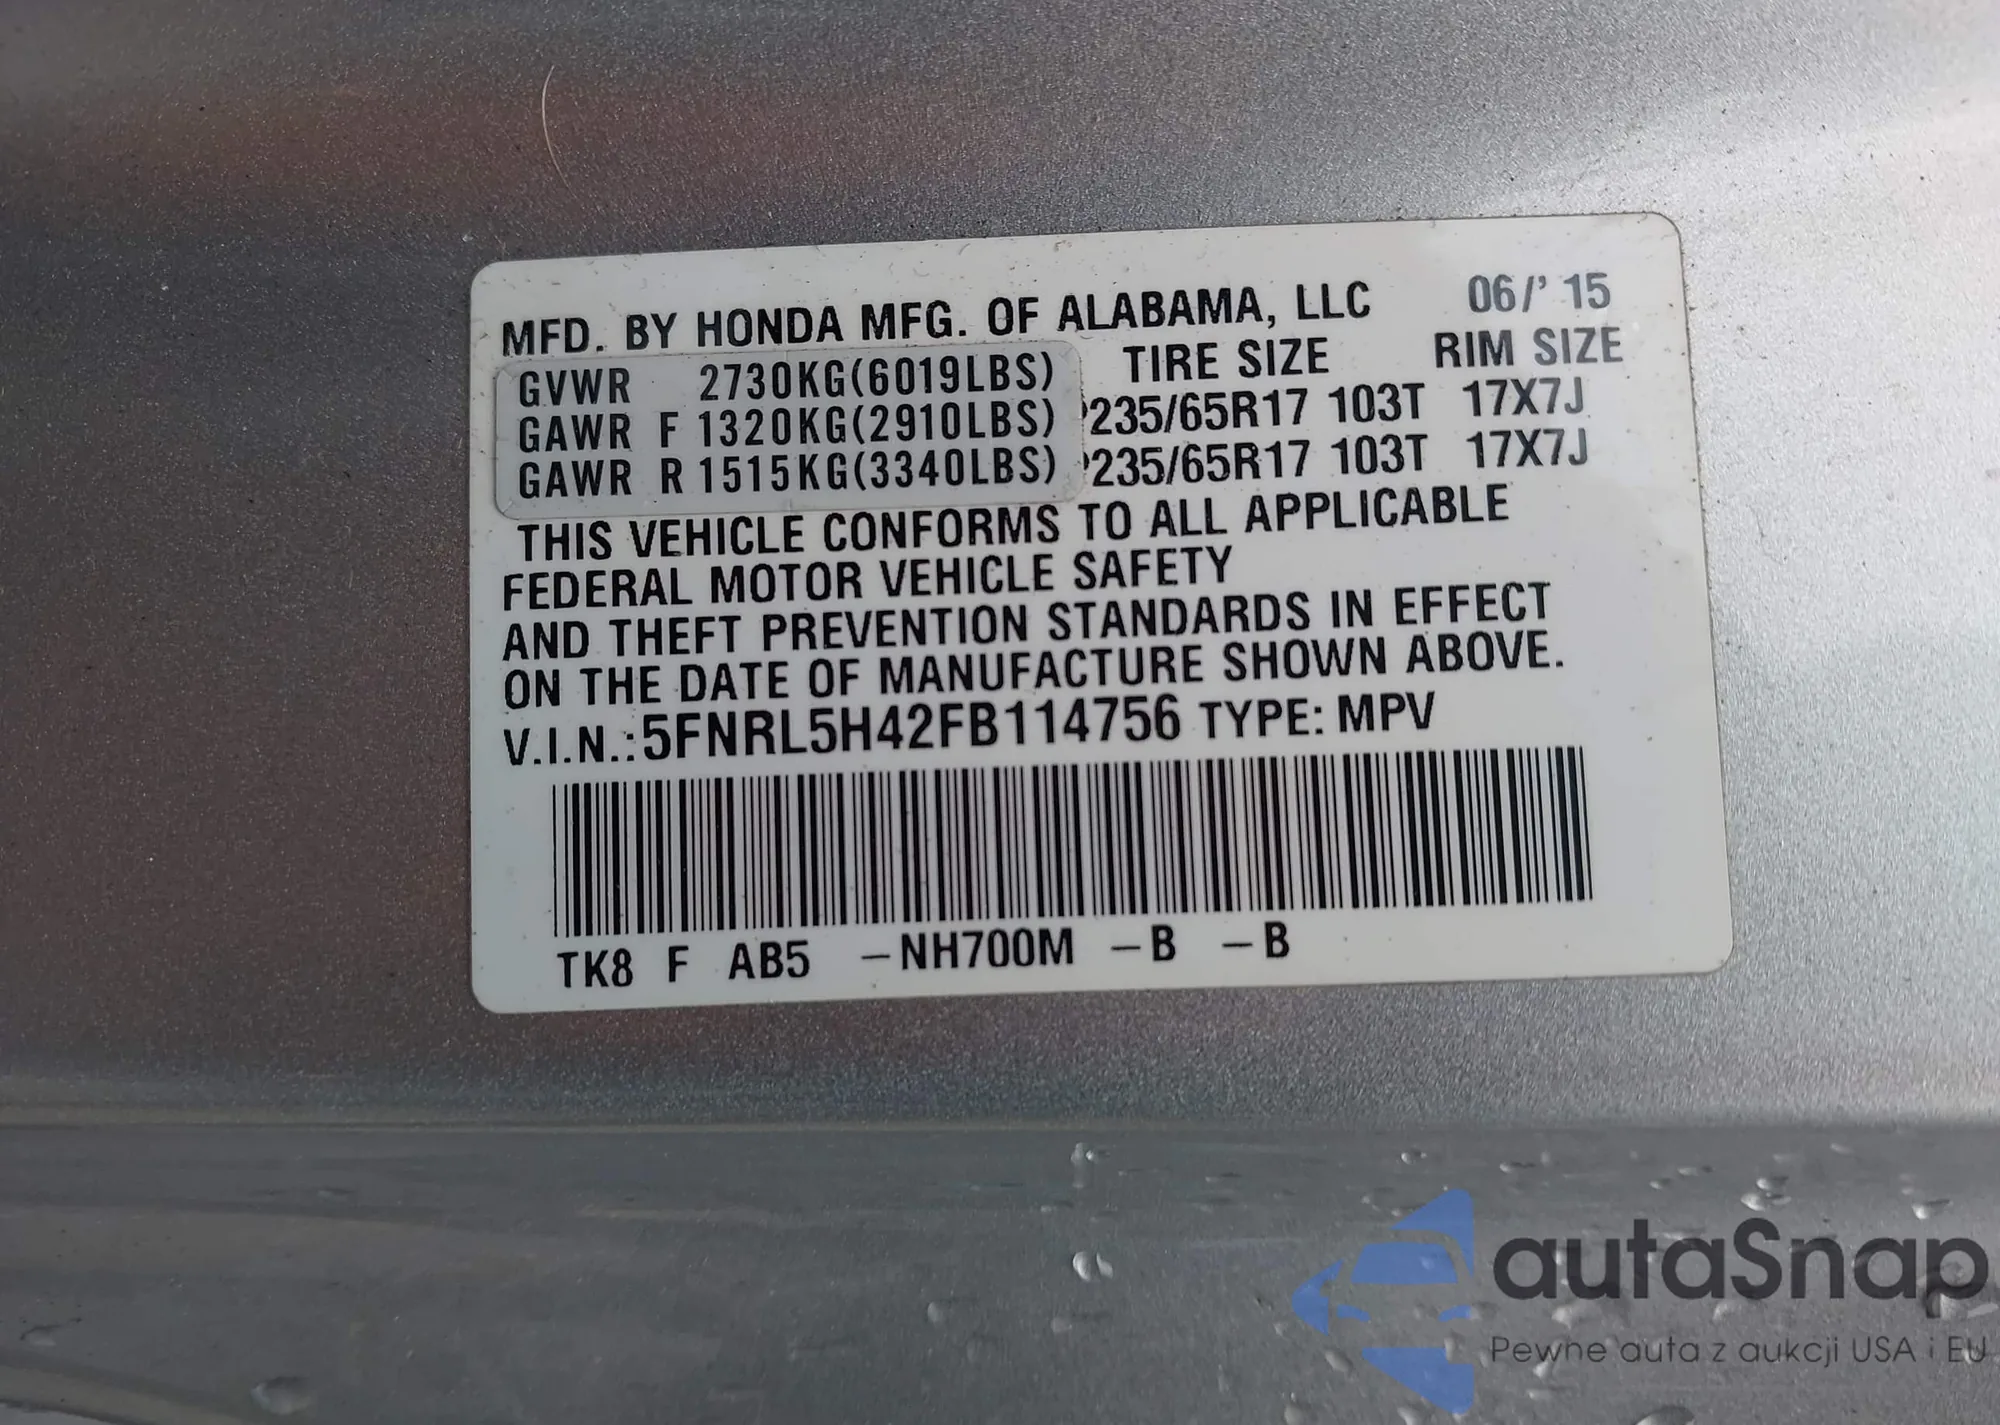 MFD. BY HONDA MFG. OF ALABAMA, LLC 06/' 15
GVWR 2730KG(6019LBS) TIRE SIZE RIM SIZE
GAWR F 1320KG(2910LBS) P235/65R17 103T 17X7J
GAWR R 1515KG(3340LBS) P235/65R17 103T 17X7J
THIS VEHICLE CONFORMS TO ALL APPLICABLE
FEDERAL MOTOR VEHICLE SAFETY
AND THEFT PREVENTION STANDARDS IN EFFECT
ON THE DATE OF MANUFACTURE SHOWN ABOVE.
V.I.N.: 5FNRL5H42FB114756 TYPE: MPV
TK8 F AB5 –NH700M –B –B
autaSnap
Pewne auta z aukcji USA i EU